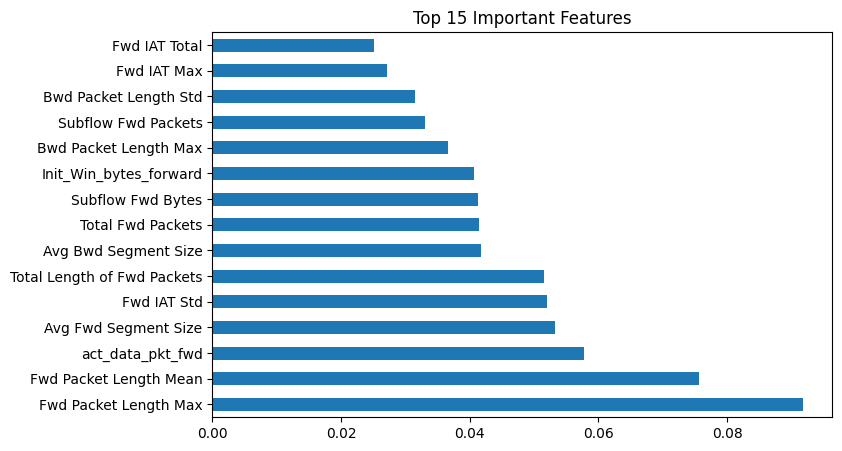 Top 15 Important Features
Fwd IAT Total
Fwd IAT Max
Bwd Packet Length Std
Subflow Fwd Packets
Bwd Packet Length Max
Init_Win_bytes_forward
Subflow Fwd Bytes
Total Fwd Packets
Avg Bwd Segment Size
Total Length of Fwd Packets
Fwd IAT Std
Avg Fwd Segment Size
act_data_pkt_fwd
Fwd Packet Length Mean
Fwd Packet Length Max
0.00 0.02 0.04 0.06 0.08